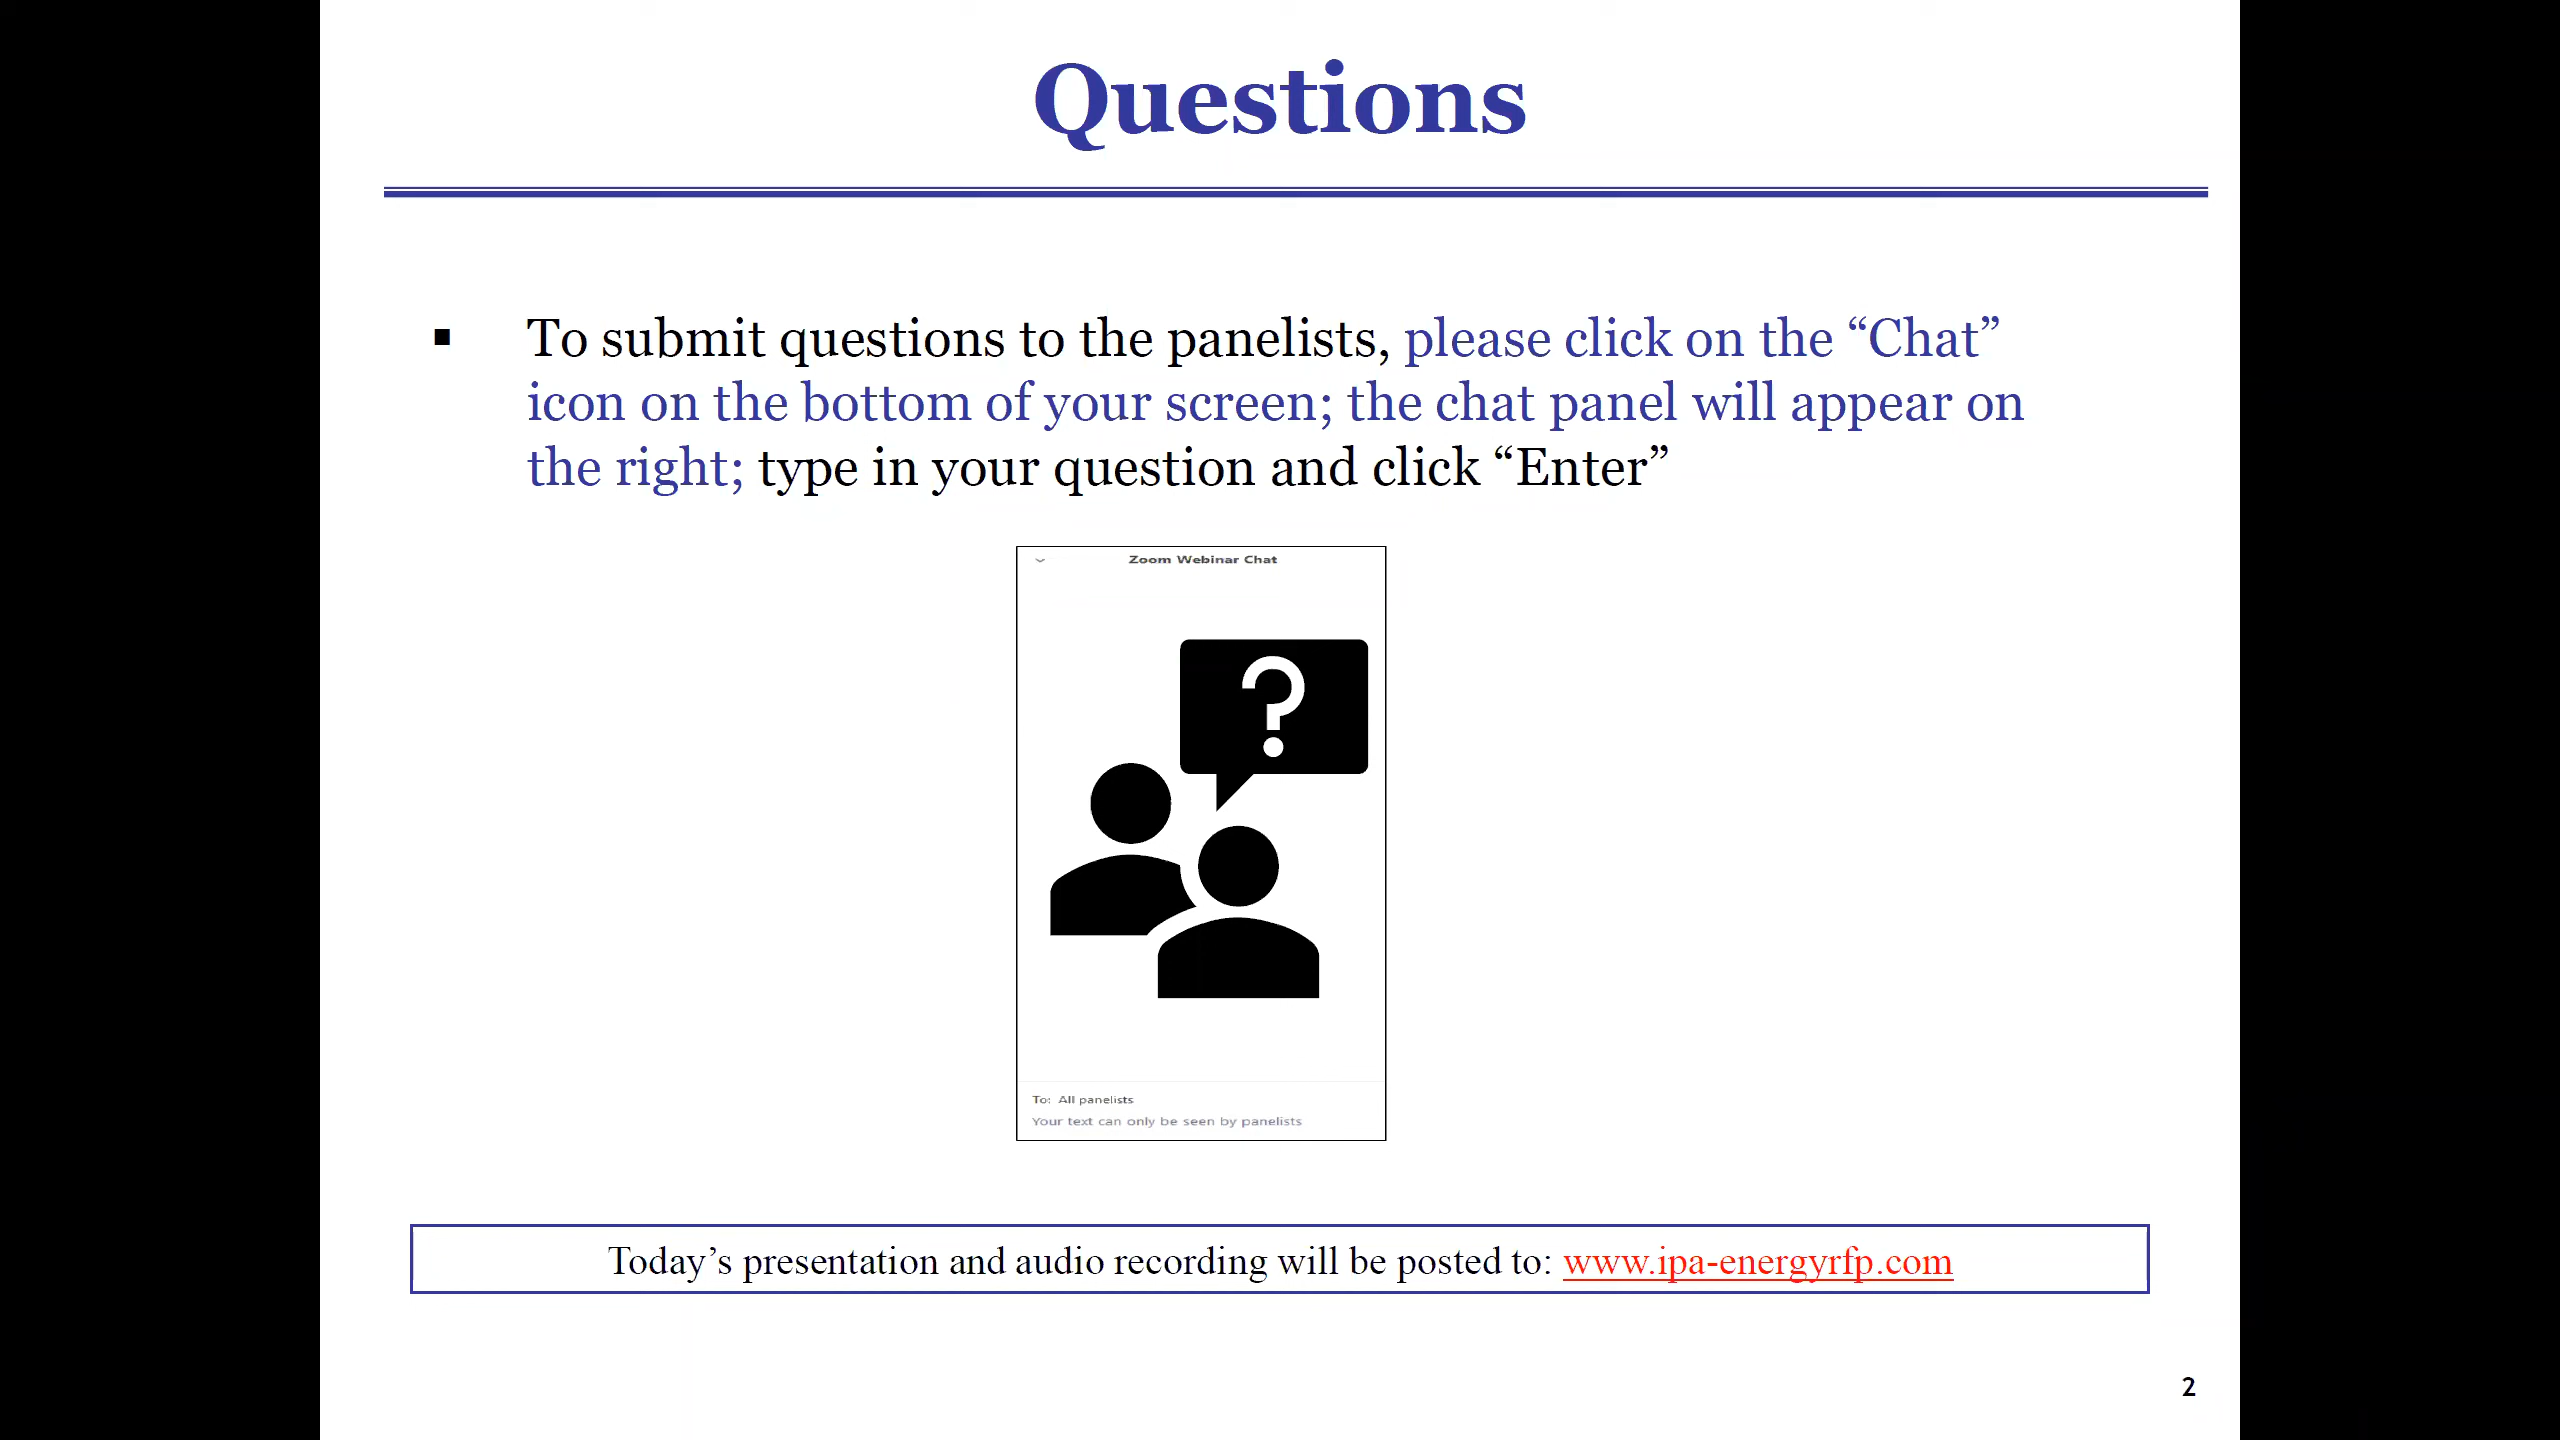 Questions
▪ To submit questions to the panelists, please click on the “Chat”
icon on the bottom of your screen; the chat panel will appear on
the right; type in your question and click “Enter”
Zoom Webinar Chat
?
To: All panelists
Your text can only be seen by panelists
Today’s presentation and audio recording will be posted to: www.ipa-energyrfp.com
2